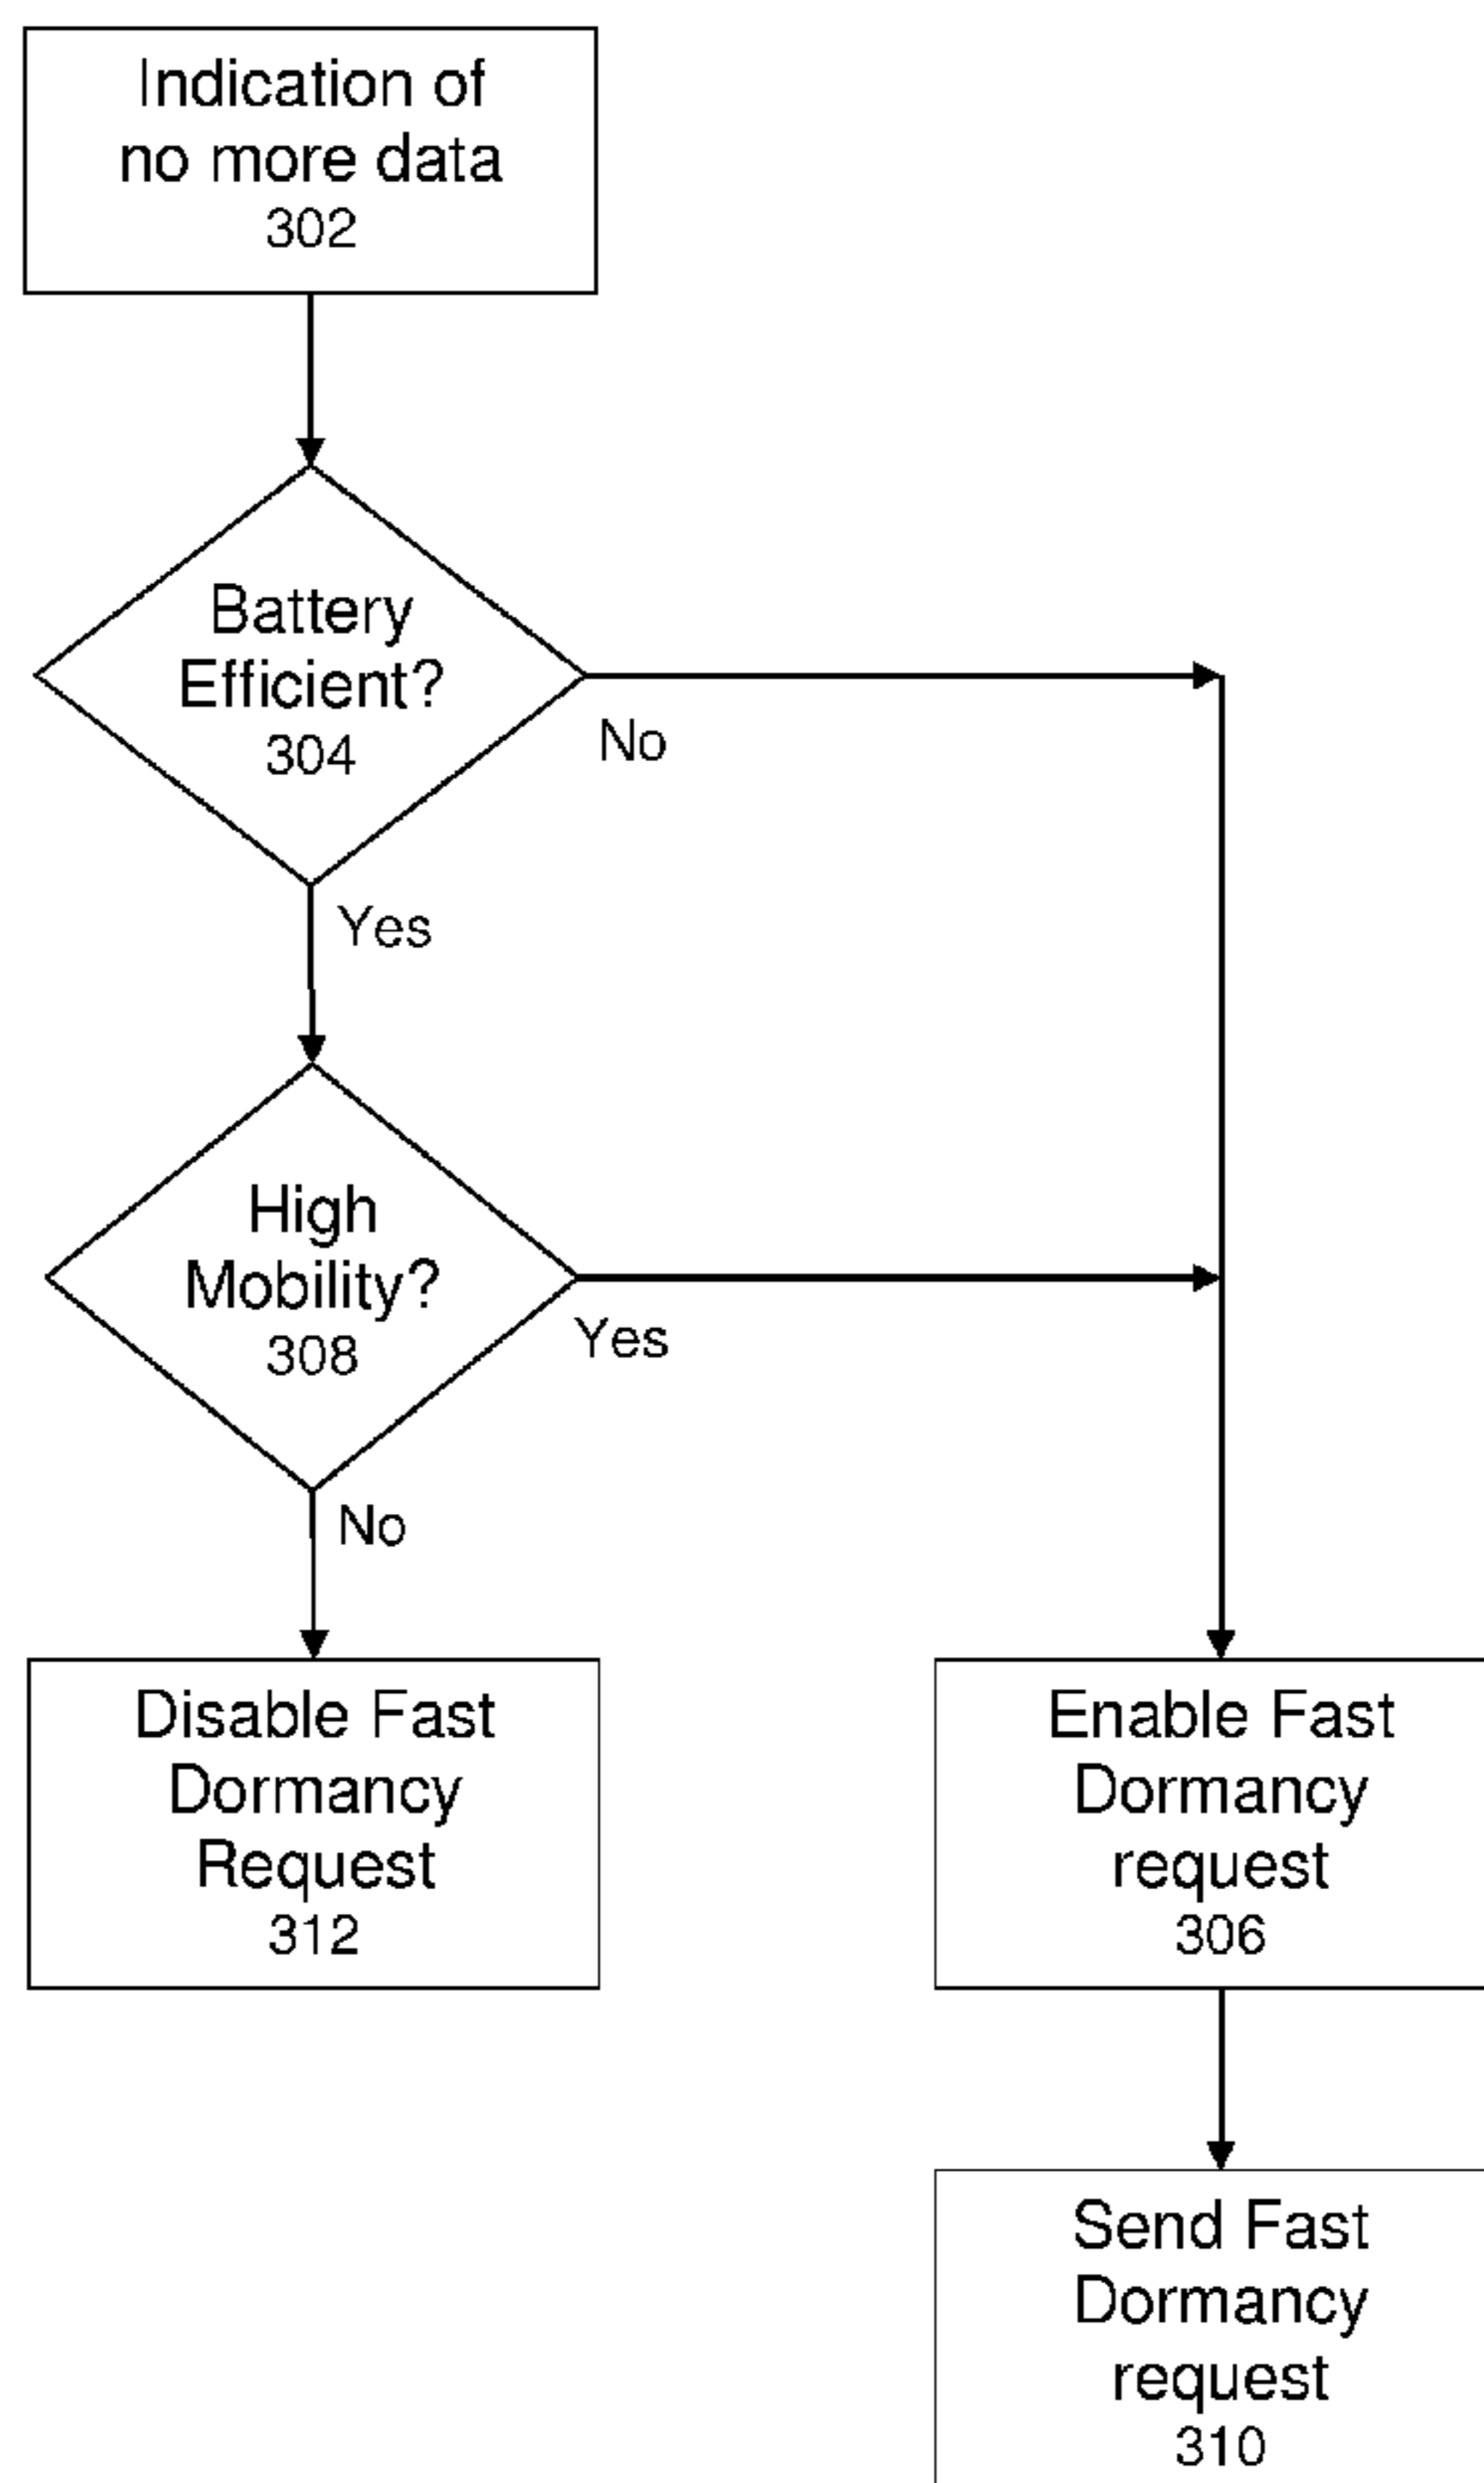 Indication of
no more data
302
Battery
Efficient?
304
No
Yes
High
Mobility?
308
Yes
No
Disable Fast
Dormancy
Request
312
Enable Fast
Dormancy
request
306
Send Fast
Dormancy
request
310